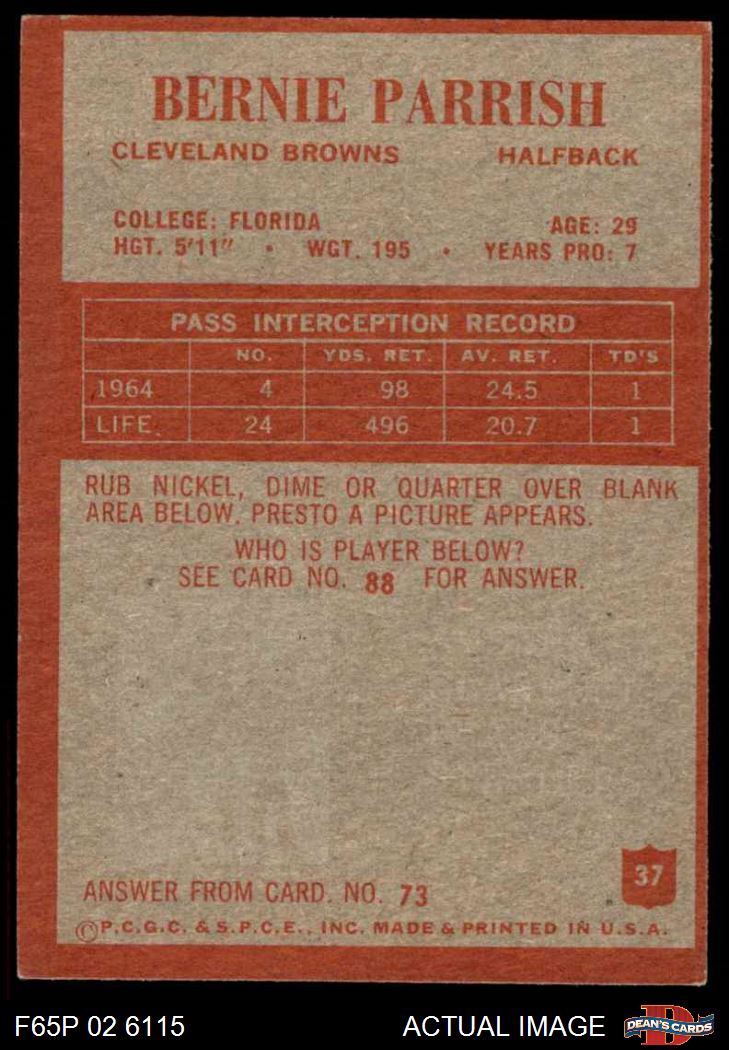 BERNIE PARRISH
CLEVELAND BROWNS HALFBACK
COLLEGE: FLORIDA AGE: 29
HGT. 5'11" • WGT. 195 • YEARS PRO: 7
PASS INTERCEPTION RECORD
NO. YDS. RET. AV. RET. TD'S
1964 4 98 24.5 1
LIFE. 24 496 20.7 1
RUB NICKEL, DIME OR QUARTER OVER BLANK
AREA BELOW. PRESTO A PICTURE APPEARS.
WHO IS PLAYER BELOW?
SEE CARD NO. 88 FOR ANSWER.
37
ANSWER FROM CARD. NO. 73
©P.C.G.C. & S.P.C.E., INC. MADE & PRINTED IN U.S.A.
F65P 02 6115 ACTUAL IMAGE D DEAN'S CARDS